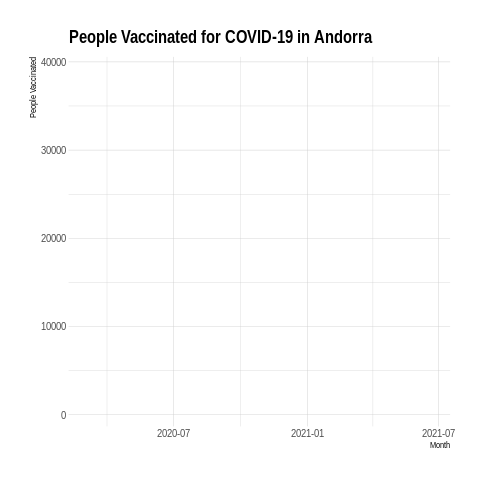 People Vaccinated for COVID-19 in Andorra
People Vaccinated
40000
30000
20000
10000
0
2020-07 2021-01 2021-07
Month